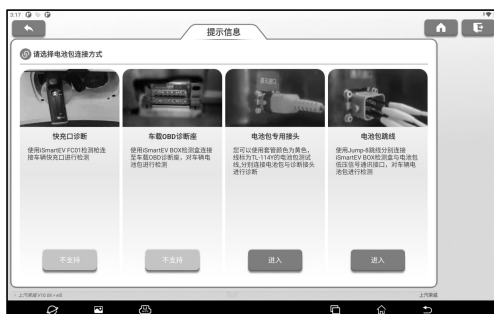 3:17
提示信息
请选择电池包连接方式
快充口诊断
使用iSmartEV FC01检测枪连
接车辆快充口进行检测
不支持
车载OBD诊断座
使用iSmartEV BOX检测盒连接
至车载OBD诊断座，对车辆电
池包进行检测
不支持
电池包专用接头
您可以使用套管颜色为黄色，
线标为TL-114Y的电池包测试
线,分别连接电池包与诊断接头
进行诊断
进入
电池包跳线
使用Jump-8跳线分别连接
iSmartEV BOX检测盒与电池包
低压信号通讯接口，对车辆电
池包进行检测
进入
上汽荣威